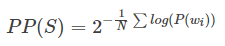 PP(S) = 2^{-\frac{1}{N} \sum log(P(w_i))}